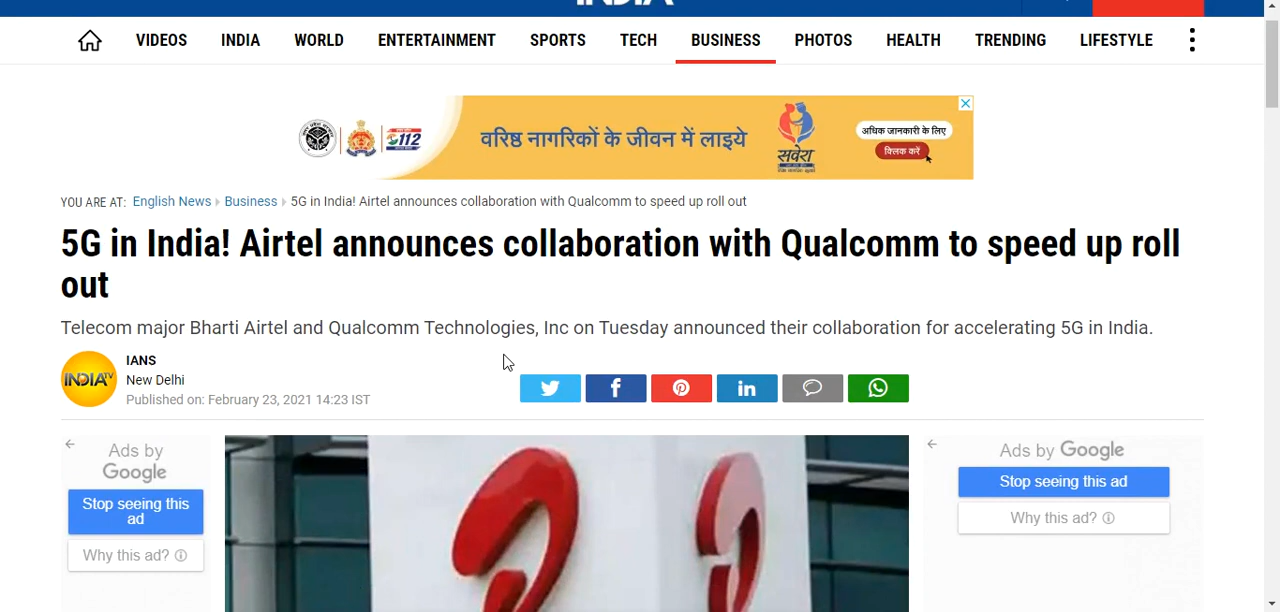 INDIA
VIDEOS INDIA WORLD ENTERTAINMENT SPORTS TECH BUSINESS PHOTOS HEALTH TRENDING LIFESTYLE
112 वरिष्ठ नागरिकों के जीवन में लाइये सवेरा अधिक जानकारी के लिए
क्लिक करें
YOU ARE AT: English News Business 5G in India! Airtel announces collaboration with Qualcomm to speed up roll out
5G in India! Airtel announces collaboration with Qualcomm to speed up roll
out
Telecom major Bharti Airtel and Qualcomm Technologies, Inc on Tuesday announced their collaboration for accelerating 5G in India.
INDIA TV
IANS
New Delhi
Published on: February 23, 2021 14:23 IST
Ads by
Google
Stop seeing this
ad
Why this ad?
Ads by Google
Stop seeing this ad
Why this ad?